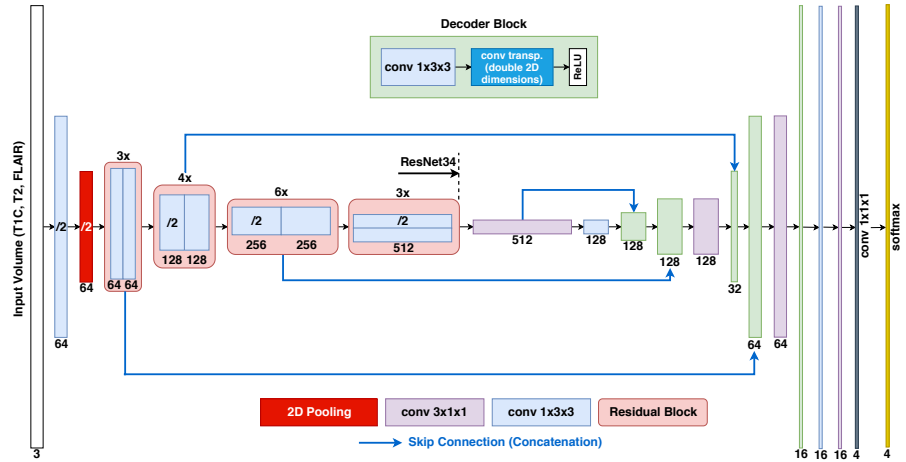 Decoder Block
conv 1x3x3
conv transp.
(double 2D
dimensions)
ReLU
Input Volume (T1C, T2, FLAIR)
3
/2
64
/2
64
3x
64 64
4x
/2
128 128
6x
/2
256 256
3x
/2
512
ResNet34
512
128
128
128
128
32
64
64
16
16
16
conv 1x1x1
4
softmax
4
2D Pooling
conv 3x1x1
conv 1x3x3
Residual Block
Skip Connection (Concatenation)